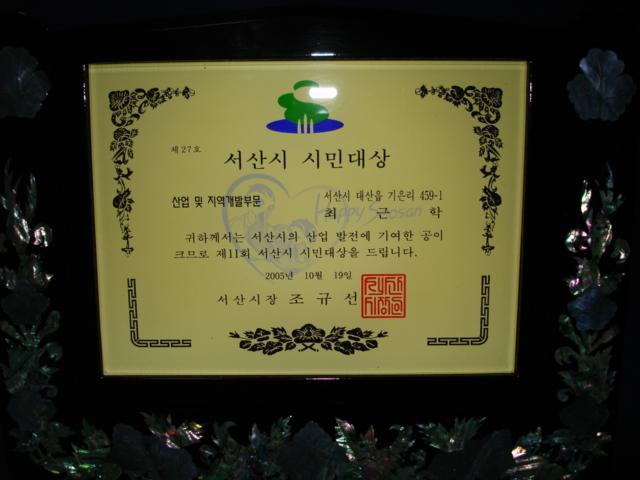 제27호
서산시 시민대상
산업 및 지역개발부문
서산시 대산읍 기은리 459-1
최 근 학
Happy Seosan
귀하께서는 서산시의 산업 발전에 기여한 공이
크므로 제11회 서산시 시민대상을 드립니다.
2005년 10월 19일
서산시장 조규선